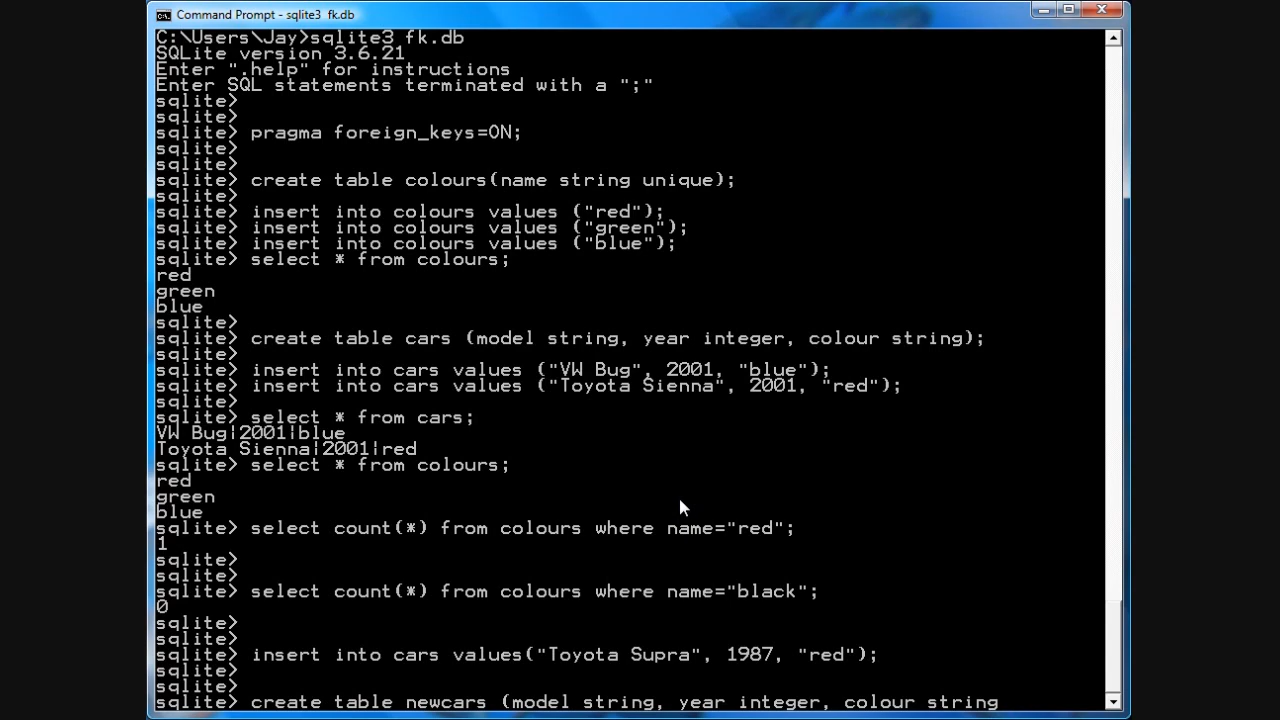 Command Prompt - sqlite3 fk.db
C:\Users\Jay>sqlite3 fk.db
SQLite version 3.6.21
Enter ".help" for instructions
Enter SQL statements terminated with a ";"
sqlite>
sqlite>
sqlite> pragma foreign_keys=ON;
sqlite>
sqlite>
sqlite> create table colours(name string unique);
sqlite>
sqlite> insert into colours values ("red");
sqlite> insert into colours values ("green");
sqlite> insert into colours values ("blue");
sqlite> select * from colours;
red
green
blue
sqlite>
sqlite> create table cars (model string, year integer, colour string);
sqlite>
sqlite> insert into cars values ("VW Bug", 2001, "blue");
sqlite> insert into cars values ("Toyota Sienna", 2001, "red");
sqlite>
sqlite> select * from cars;
VW Bug|2001|blue
Toyota Sienna|2001|red
sqlite> select * from colours;
red
green
blue
sqlite> select count(*) from colours where name="red";
1
sqlite>
sqlite>
sqlite> select count(*) from colours where name="black";
0
sqlite>
sqlite>
sqlite> insert into cars values("Toyota Supra", 1987, "red");
sqlite>
sqlite>
sqlite> create table newcars (model string, year integer, colour string